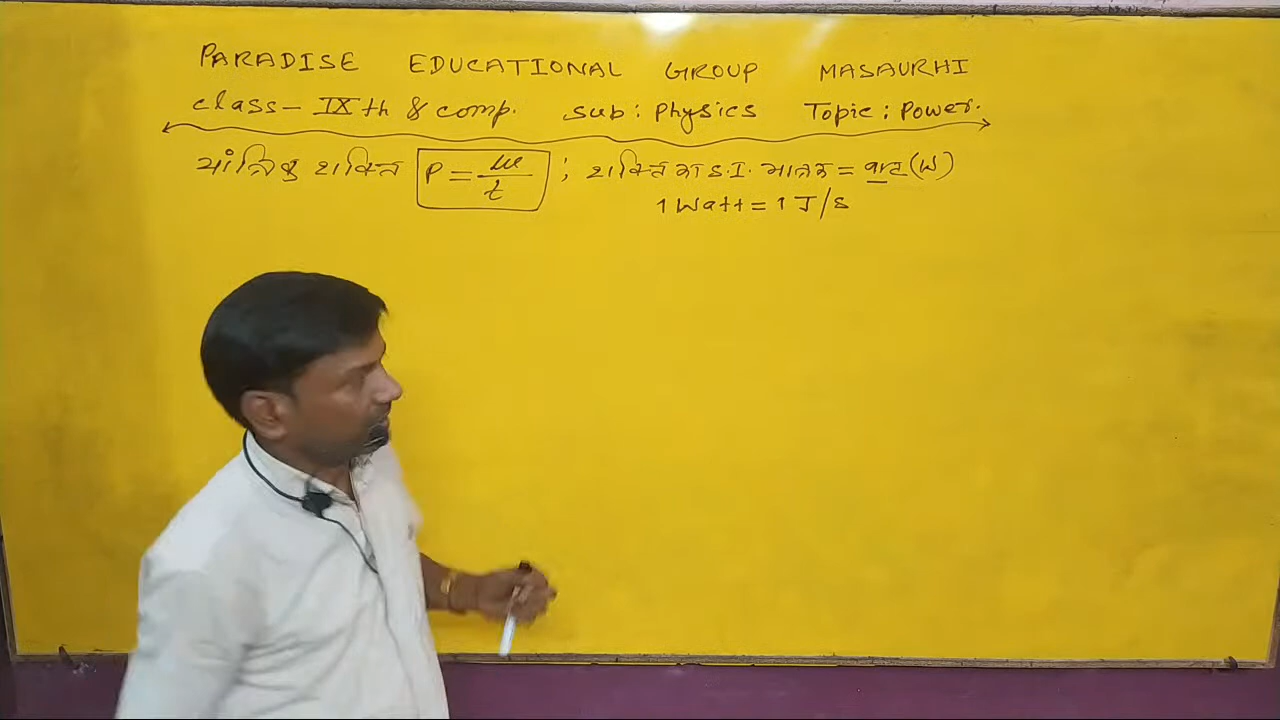 PARADISE EDUCATIONAL GROUP MASAURHI
class - IXth & comp. sub : Physics Topic : Power.
यांत्रिक शक्ति P = W/t ; शक्ति का S.I. मात्रक = वाट (W)
1 Watt = 1 J/s